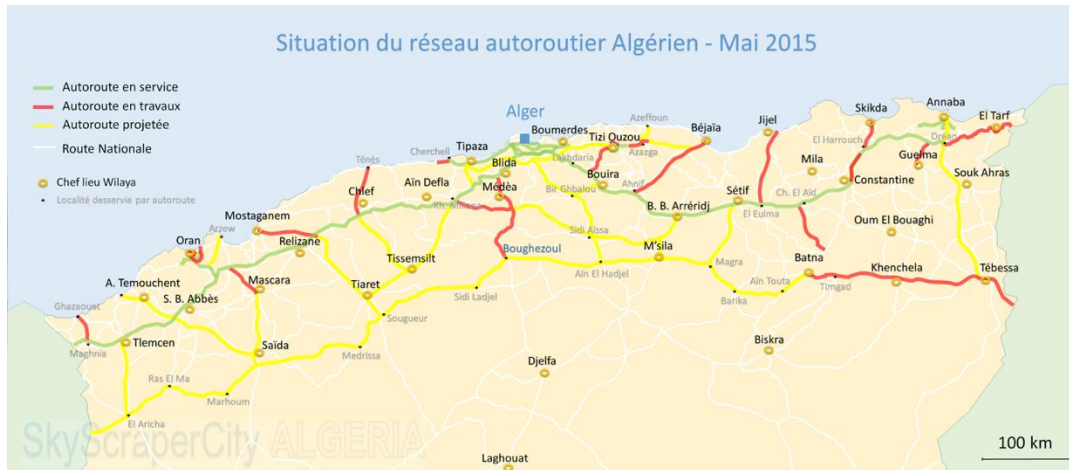 Situation du réseau autoroutier Algérien - Mai 2015
Autoroute en service
Autoroute en travaux
Autoroute projetée
Route Nationale
Chef lieu Wilaya
Localité desservie par autoroute
Alger
Boumerdes
Azeffoun
Tizi Ouzou
Béjaïa
Jijel
Skikda
Annaba
El Tarf
Cherchell
Tipaza
Blida
Lakhdaria
Azazga
El Harrouch
Dréan
Guelma
Ténès
Chlef
Aïn Defla
Kh. Miliana
Médéa
Bouira
Bir Ghbalou
Ahnif
Mila
Constantine
Souk Ahras
Sétif
El Eulma
Ch. El Aïd
B. B. Arréridj
Oum El Bouaghi
Mostaganem
Azzew
Oran
Relizane
Tissemsilt
Boughezoul
Sidi Aïssa
M'sila
Aïn El Hadjel
Magra
Batna
Timgad
Khenchela
Tébessa
Mascara
A. Temouchent
S. B. Abbès
Tiaret
Sidi Ladjel
Sougueur
Barika
Aïn Touta
Ghazaouet
Maghnia
Tlemcen
Saïda
Medrissa
Djelfa
Biskra
Ras El Ma
Marhoum
El Aricha
Laghouat
SkyScraperCity ALGERIA
100 km